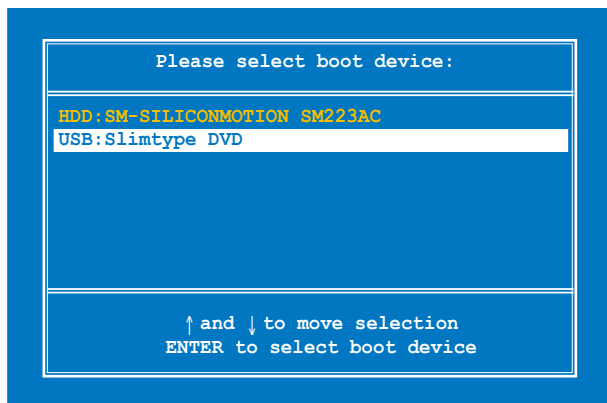 Please select boot device:
HDD:SM-SILICONMOTION SM223AC
USB:Slimtype DVD
↑ and ↓ to move selection
ENTER to select boot device